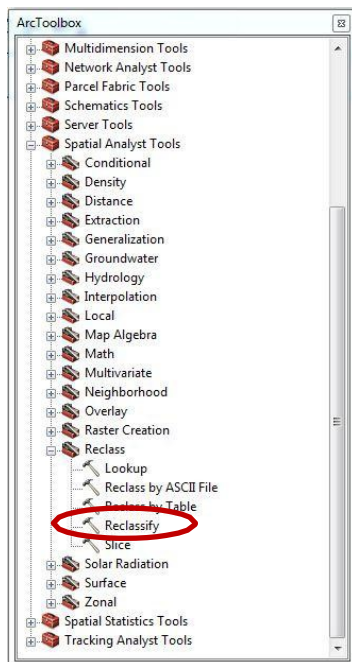 ArcToolbox
Multidimension Tools
Network Analyst Tools
Parcel Fabric Tools
Schematics Tools
Server Tools
Spatial Analyst Tools
Conditional
Density
Distance
Extraction
Generalization
Groundwater
Hydrology
Interpolation
Local
Map Algebra
Math
Multivariate
Neighborhood
Overlay
Raster Creation
Reclass
Lookup
Reclass by ASCII File
Reclass by Table
Reclassify
Slice
Solar Radiation
Surface
Zonal
Spatial Statistics Tools
Tracking Analyst Tools